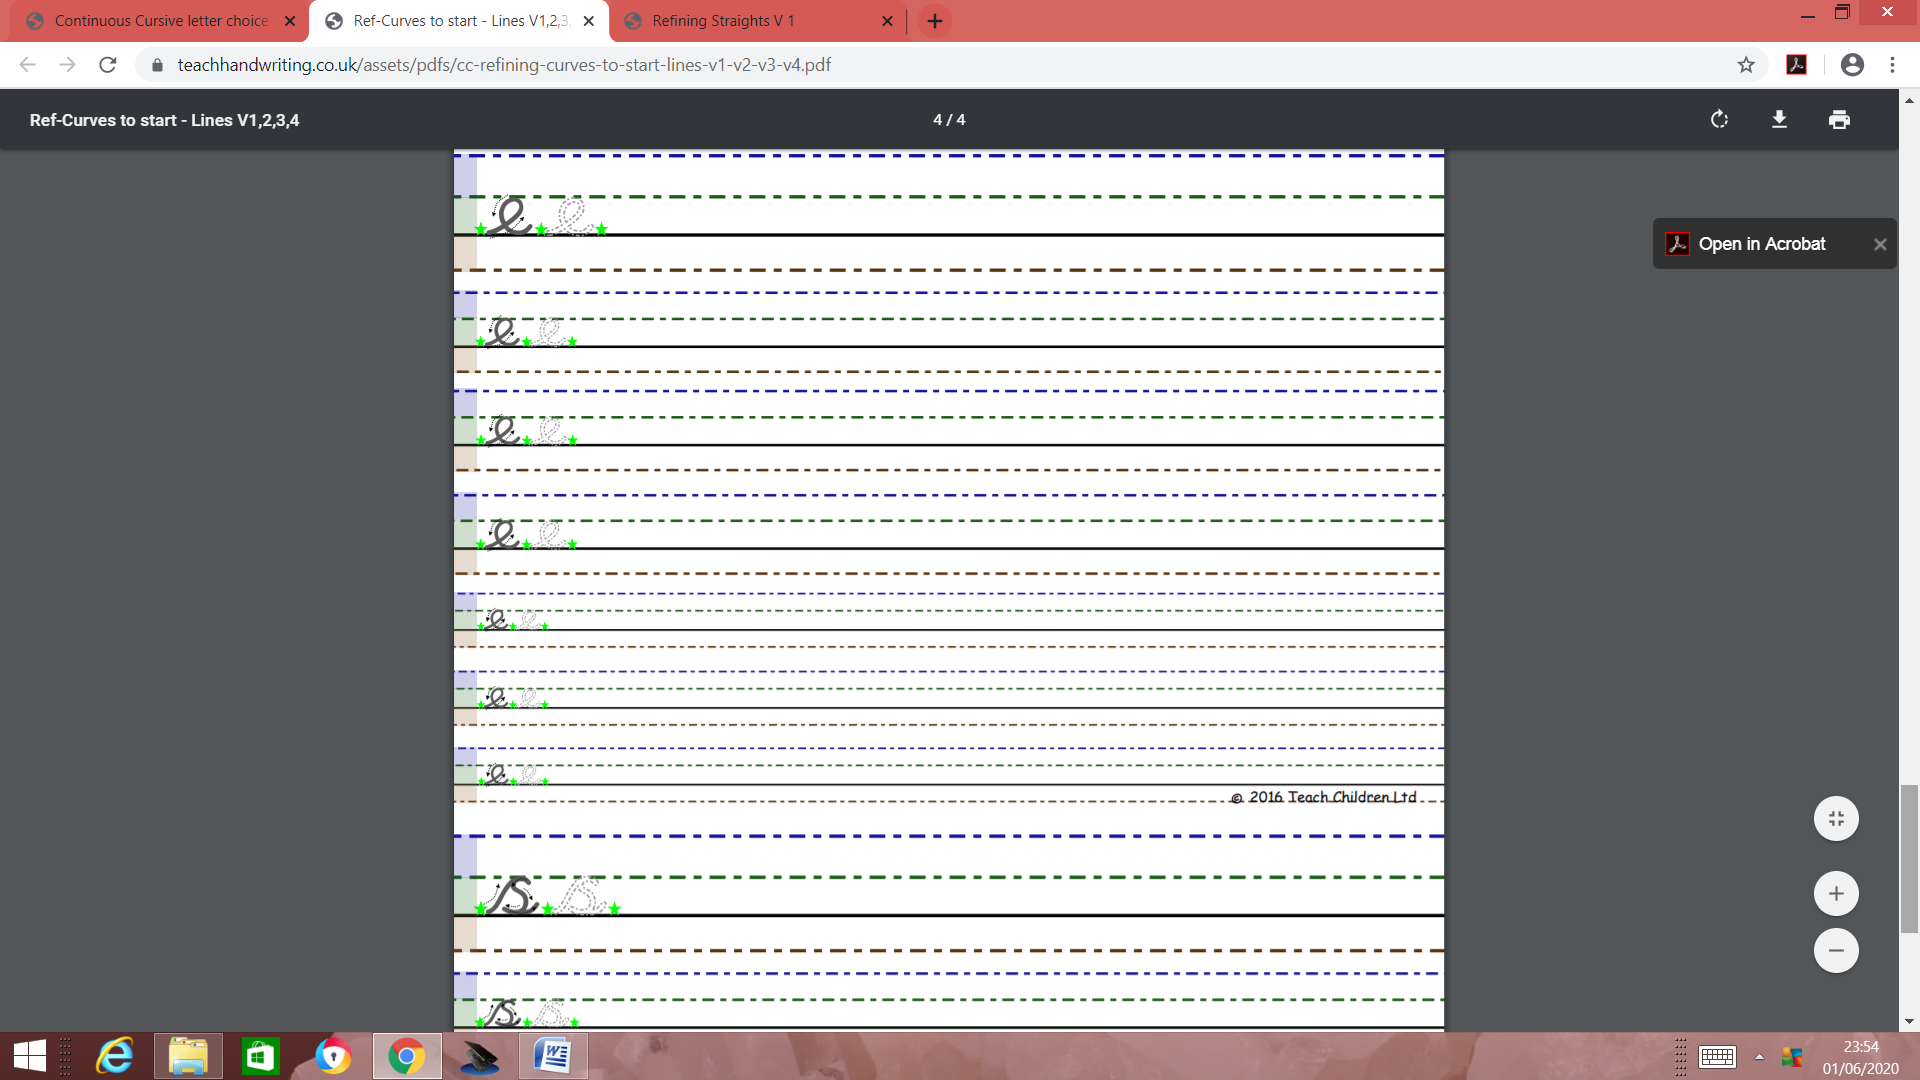 Continuous Cursive letter choice
Ref-Curves to start - Lines V1,2,3,
Refining Straights V 1
teachhandwriting.co.uk/assets/pdfs/cc-refining-curves-to-start-lines-v1-v2-v3-v4.pdf
Ref-Curves to start - Lines V1,2,3,4
4 / 4
Open in Acrobat
e e
e e
e e
e e
e e
e e
e e
© 2016 Teach Children Ltd
s s
s s
23:54
01/06/2020